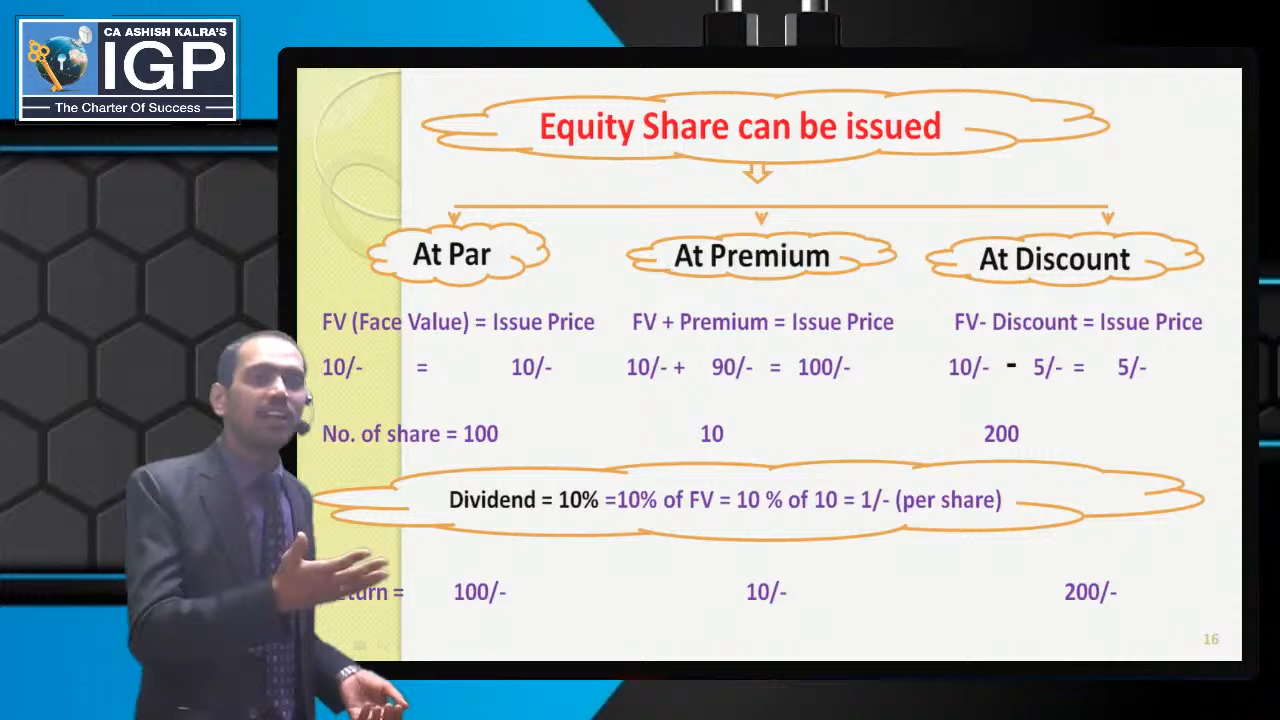 CA ASHISH KALRA'S
IGP
The Charter Of Success
Equity Share can be issued
At Par
At Premium
At Discount
FV (Face Value) = Issue Price
FV + Premium = Issue Price
FV- Discount = Issue Price
10/- = 10/-
10/- + 90/- = 100/-
10/- - 5/- = 5/-
No. of share = 100
10
200
Dividend = 10% =10% of FV = 10 % of 10 = 1/- (per share)
= 100/-
10/-
200/-
16